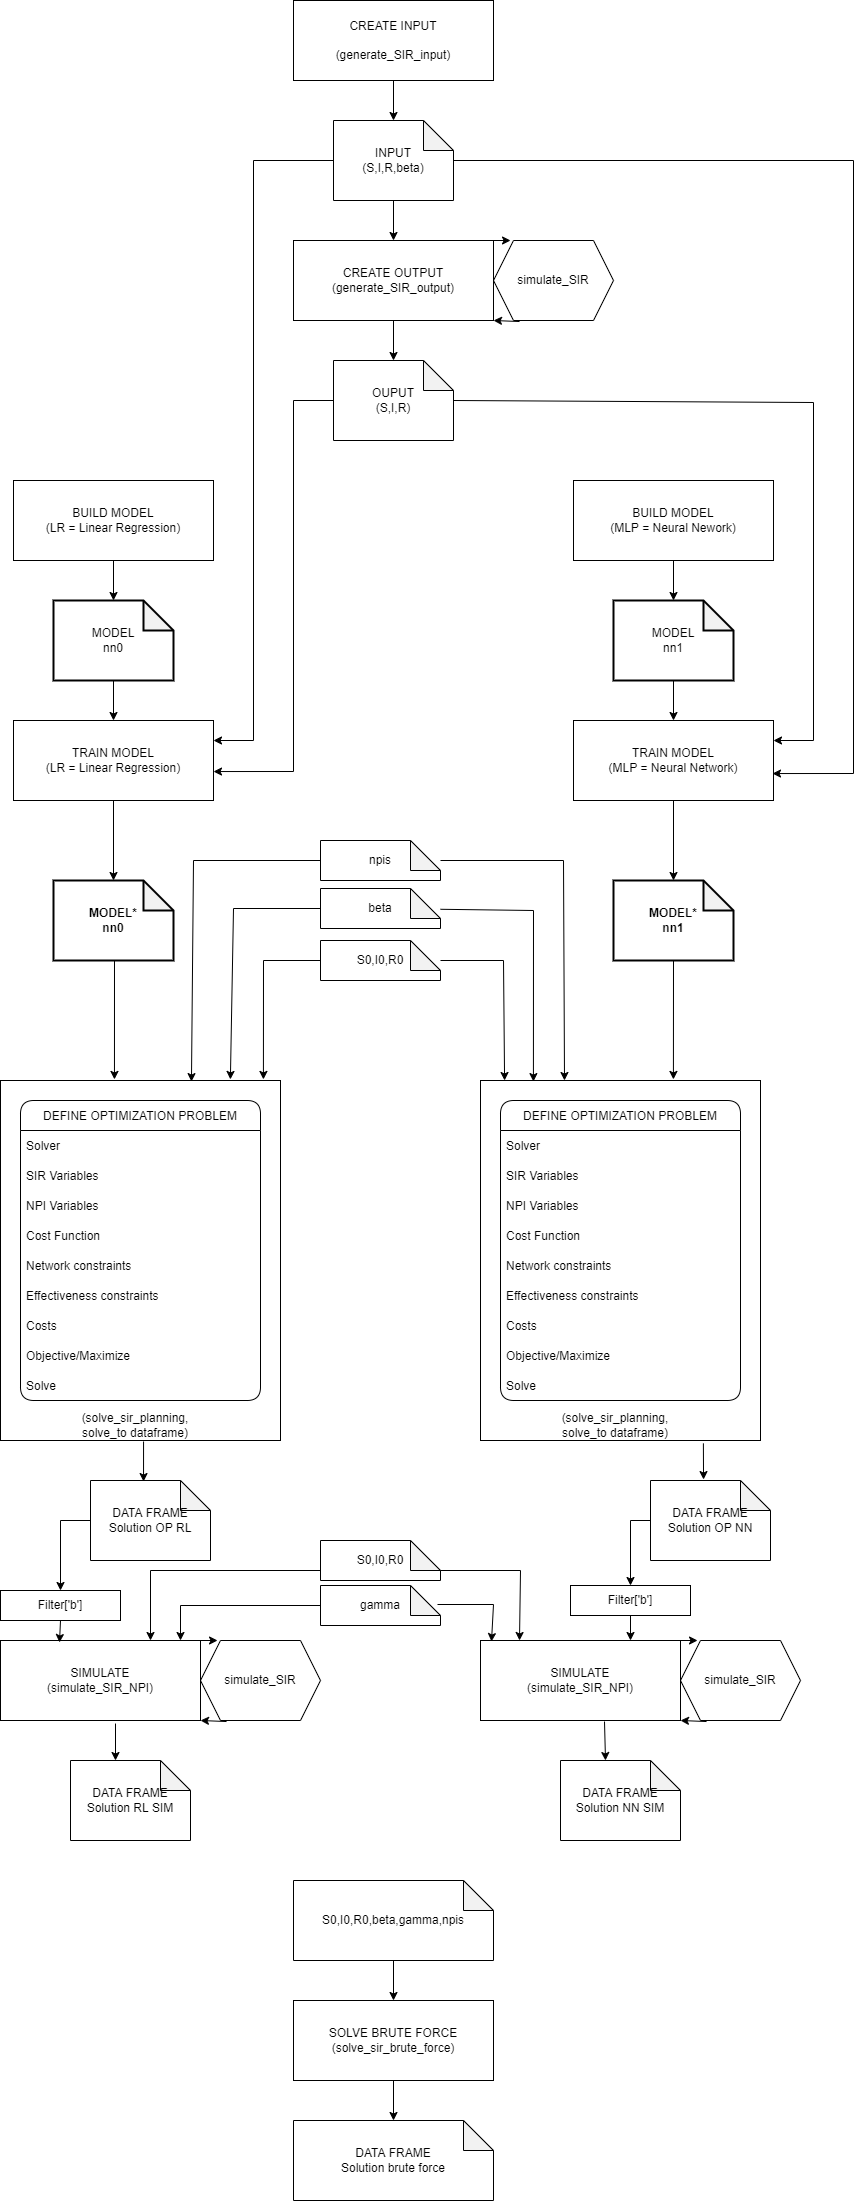 CREATE INPUT
(generate_SIR_input)
INPUT
(S,I,R,beta)
CREATE OUTPUT
(generate_SIR_output)
simulate_SIR
OUPUT
(S,I,R)
BUILD MODEL
(LR = Linear Regression)
BUILD MODEL
(MLP = Neural Nework)
MODEL
nn0
MODEL
nn1
TRAIN MODEL
(LR = Linear Regression)
TRAIN MODEL
(MLP = Neural Network)
npis
beta
S0,I0,R0
MODEL*
nn0
MODEL*
nn1
DEFINE OPTIMIZATION PROBLEM
Solver
SIR Variables
NPI Variables
Cost Function
Network constraints
Effectiveness constraints
Costs
Objective/Maximize
Solve
(solve_sir_planning,
solve_to dataframe)
DEFINE OPTIMIZATION PROBLEM
Solver
SIR Variables
NPI Variables
Cost Function
Network constraints
Effectiveness constraints
Costs
Objective/Maximize
Solve
(solve_sir_planning,
solve_to dataframe)
DATA FRAME
Solution OP RL
DATA FRAME
Solution OP NN
S0,I0,R0
gamma
Filter['b']
Filter['b']
SIMULATE
(simulate_SIR_NPI)
simulate_SIR
SIMULATE
(simulate_SIR_NPI)
simulate_SIR
DATA FRAME
Solution RL SIM
DATA FRAME
Solution NN SIM
S0,I0,R0,beta,gamma,npis
SOLVE BRUTE FORCE
(solve_sir_brute_force)
DATA FRAME
Solution brute force